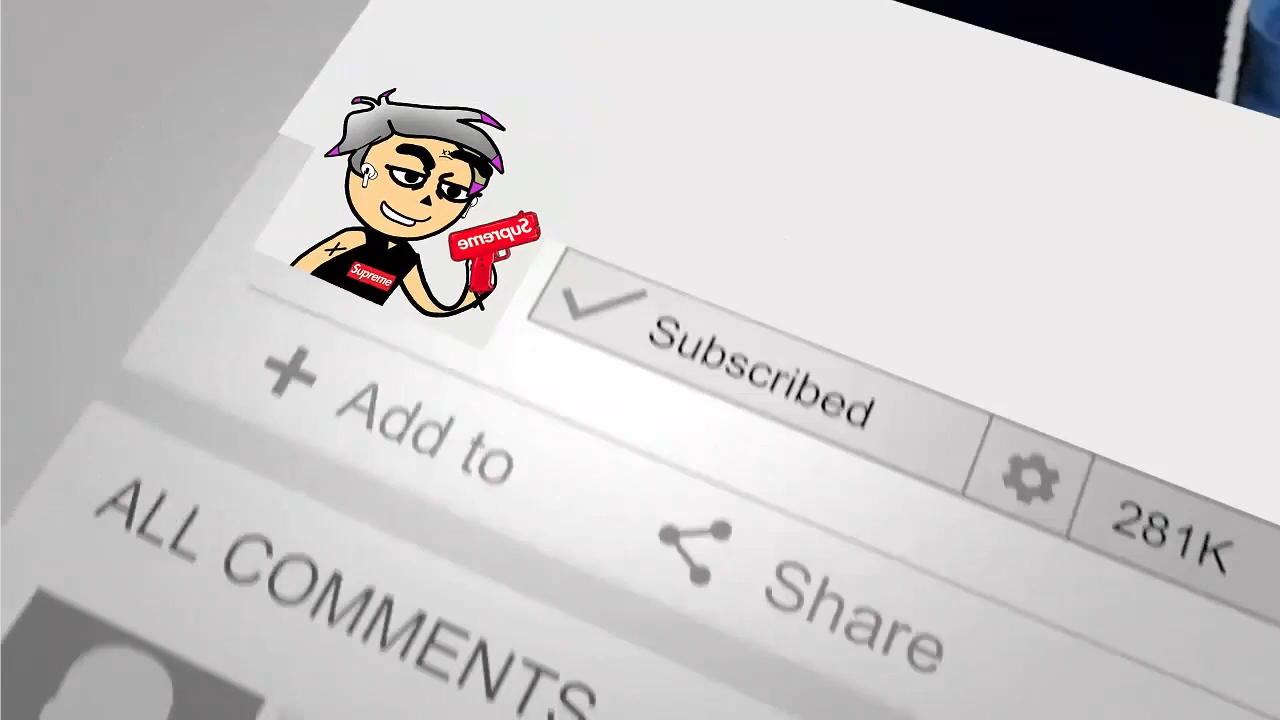 Supreme
Supreme
Subscribed
281K
Add to
Share
ALL COMMENTS